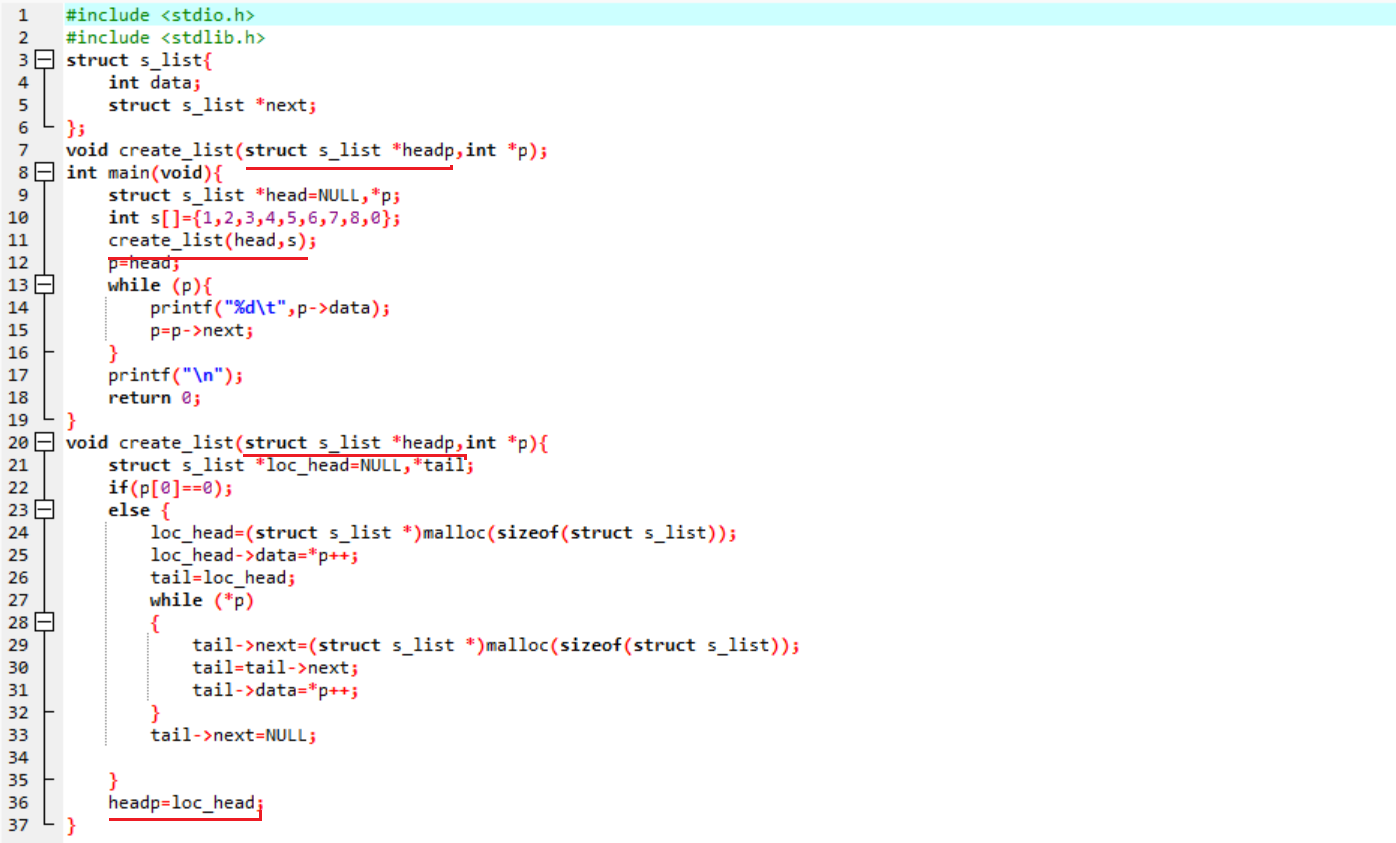 1 #include <stdio.h>
2 #include <stdlib.h>
3 struct s_list{
4 int data;
5 struct s_list *next;
6 };
7 void create_list(struct s_list *headp,int *p);
8 int main(void){
9 struct s_list *head=NULL,*p;
10 int s[]={1,2,3,4,5,6,7,8,0};
11 create_list(head,s);
12 p=head;
13 while (p){
14 printf("%d\t",p->data);
15 p=p->next;
16 }
17 printf("\n");
18 return 0;
19 }
20 void create_list(struct s_list *headp,int *p){
21 struct s_list *loc_head=NULL,*tail;
22 if(p[0]==0);
23 else {
24 loc_head=(struct s_list *)malloc(sizeof(struct s_list));
25 loc_head->data=*p++;
26 tail=loc_head;
27 while (*p)
28 {
29 tail->next=(struct s_list *)malloc(sizeof(struct s_list));
30 tail=tail->next;
31 tail->data=*p++;
32 }
33 tail->next=NULL;
34
35 }
36 headp=loc_head;
37 }